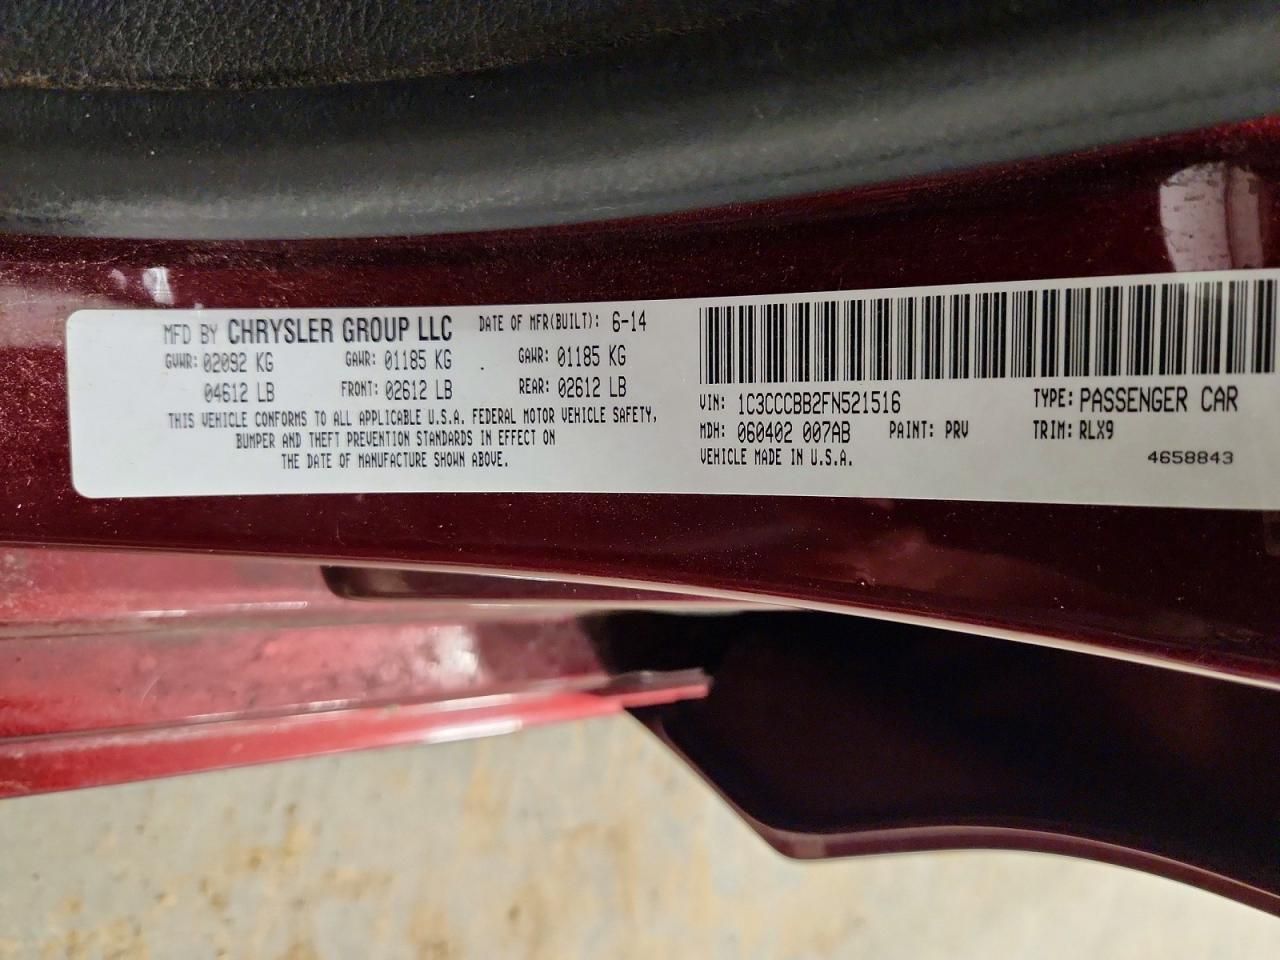 MFD BY CHRYSLER GROUP LLC DATE OF MFR(BUILT): 6-14
GVWR: 02092 KG GAWR: 01185 KG GAWR: 01185 KG
04612 LB FRONT: 02612 LB REAR: 02612 LB
THIS VEHICLE CONFORMS TO ALL APPLICABLE U.S.A. FEDERAL MOTOR VEHICLE SAFETY,
BUMPER AND THEFT PREVENTION STANDARDS IN EFFECT ON
THE DATE OF MANUFACTURE SHOWN ABOVE.
VIN: 1C3CCCBB2FN521516 TYPE: PASSENGER CAR
MDH: 060402 007AB PAINT: PRV TRIM: RLX9
VEHICLE MADE IN U.S.A. 4658843